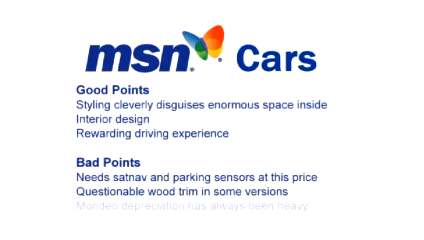 msn Cars
Good Points
Styling cleverly disguises enormous space inside
Interior design
Rewarding driving experience
Bad Points
Needs satnav and parking sensors at this price
Questionable wood trim in some versions
Mondeo depreciation has always been heavy